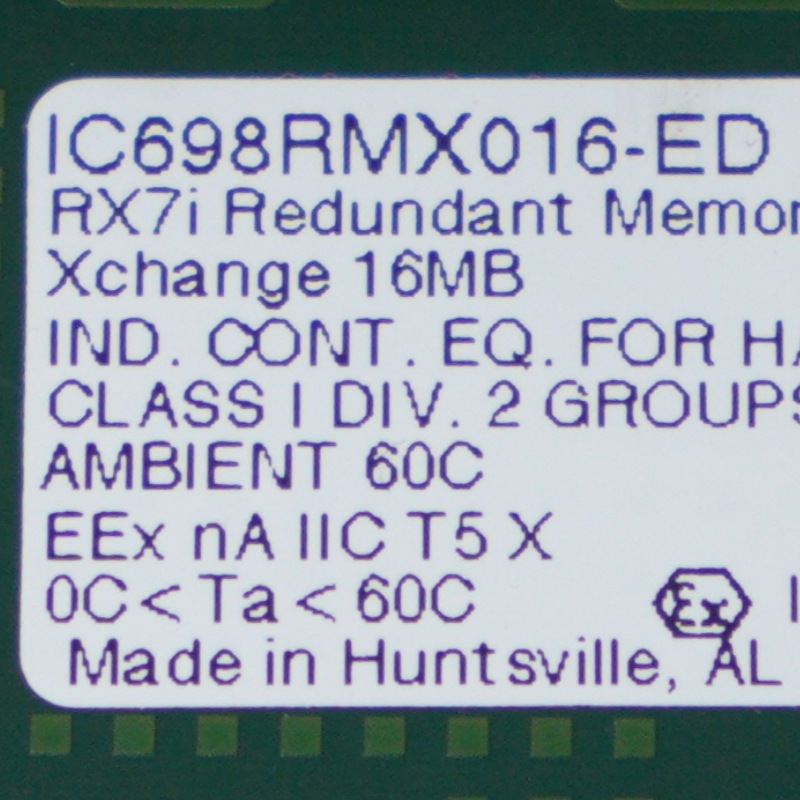 IC698RMX016-ED
RX7i Redundant Memor
Xchange 16MB
IND. CONT. EQ. FOR HA
CLASS I DIV. 2 GROUPS
AMBIENT 60C
EEx nA IIC T5 X
0C < Ta < 60C Ex I
Made in Huntsville, AL